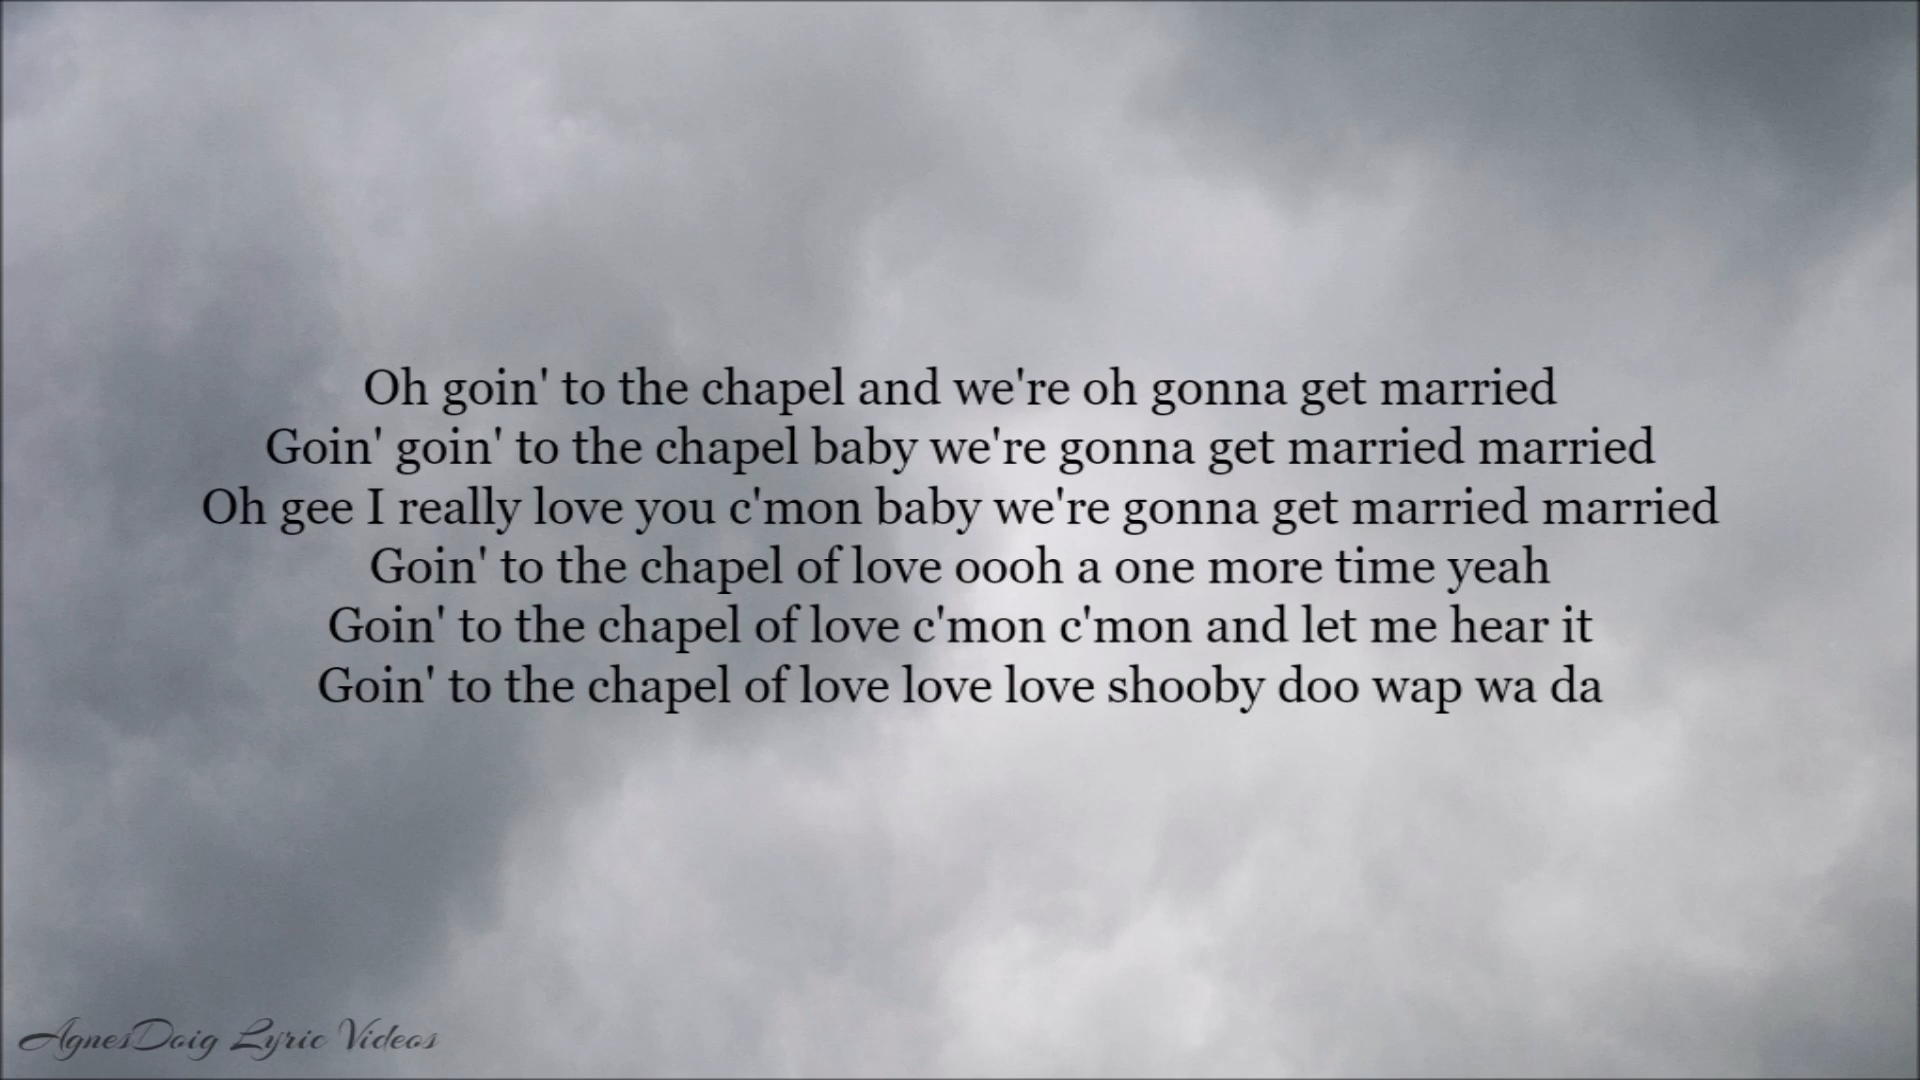 Oh goin' to the chapel and we're oh gonna get married
Goin' goin' to the chapel baby we're gonna get married married
Oh gee I really love you c'mon baby we're gonna get married married
Goin' to the chapel of love oooh a one more time yeah
Goin' to the chapel of love c'mon c'mon and let me hear it
Goin' to the chapel of love love love shooby doo wap wa da
AgnesDoig Lyric Videos